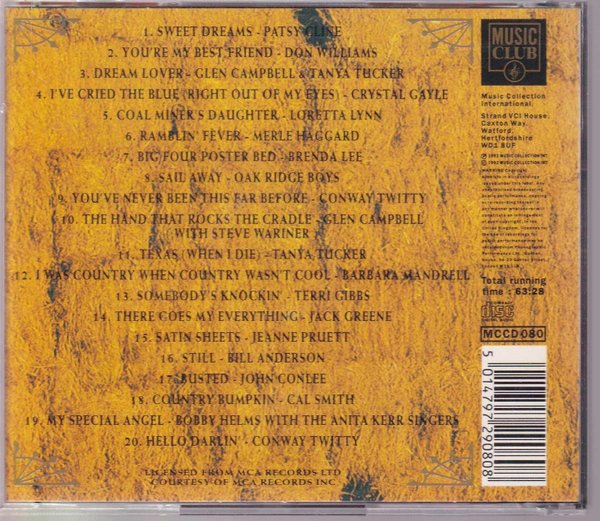 1. SWEET DREAMS - PATSY CLINE
2. YOU'RE MY BEST FRIEND - DON WILLIAMS
3. DREAM LOVER - GLEN CAMPBELL & TANYA TUCKER
4. I'VE CRIED THE BLUE (RIGHT OUT OF MY EYES) - CRYSTAL GAYLE
5. COAL MINER'S DAUGHTER - LORETTA LYNN
6. RAMBLIN' FEVER - MERLE HAGGARD
7. BIG FOUR POSTER BED - BRENDA LEE
8. SAIL AWAY - OAK RIDGE BOYS
9. YOU'VE NEVER BEEN THIS FAR BEFORE - CONWAY TWITTY
10. THE HAND THAT ROCKS THE CRADLE - GLEN CAMPBELL
WITH STEVE WARINER
11. TEXAS (WHEN I DIE) - TANYA TUCKER
12. I WAS COUNTRY WHEN COUNTRY WASN'T COOL - BARBARA MANDRELL
13. SOMEBODY'S KNOCKIN' - TERRI GIBBS
14. THERE GOES MY EVERYTHING - JACK GREENE
15. SATIN SHEETS - JEANNE PRUETT
16. STILL - BILL ANDERSON
17. BUSTED - JOHN CONLEE
18. COUNTRY BUMPKIN - CAL SMITH
19. MY SPECIAL ANGEL - BOBBY HELMS WITH THE ANITA KERR SINGERS
20. HELLO DARLIN' - CONWAY TWITTY
LICENSED FROM MCA RECORDS LTD
COURTESY OF MCA RECORDS INC
MUSIC
CLUB
Music Collection
International
Strand VCI House,
Caxton Way,
Watford,
Hertfordshire
WD1 8UF
Total running
time : 63:28
COMPACT
disc
DIGITAL AUDIO
MCCD 080
5 014797 290808